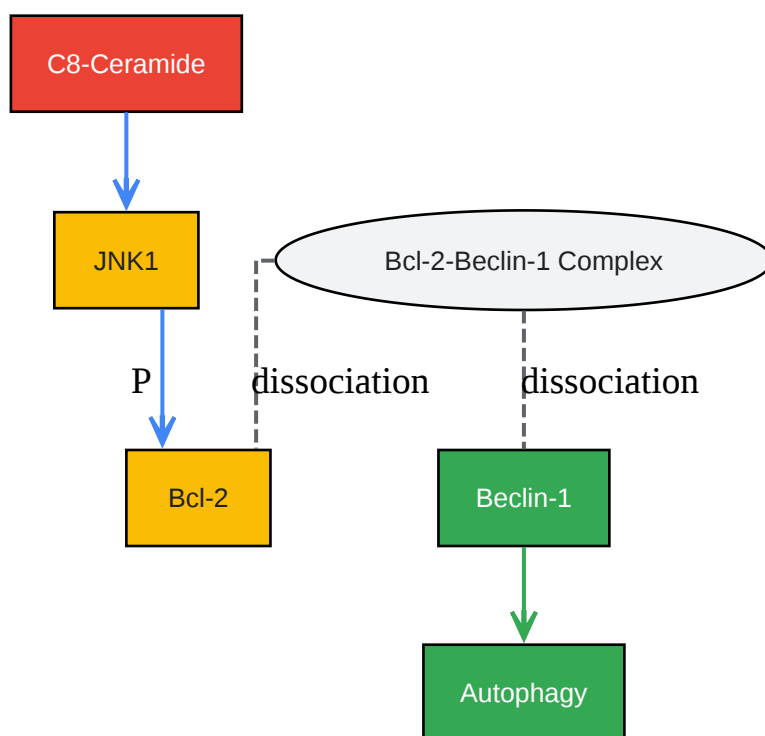 C8-Ceramide
JNK1
Bcl-2-Beclin-1 Complex
P
dissociation
dissociation
Bcl-2
Beclin-1
Autophagy